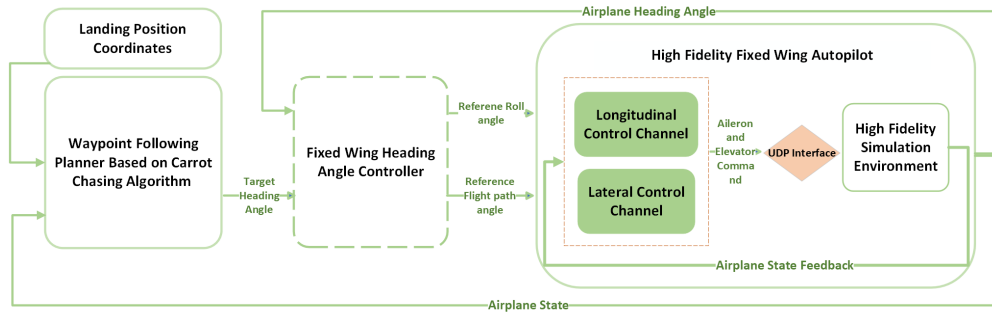 Airplane Heading Angle
Landing Position
Coordinates
High Fidelity Fixed Wing Autopilot
Waypoint Following
Planner Based on Carrot
Chasing Algorithm
Target
Heading
Angle
Fixed Wing Heading
Angle Controller
Referene Roll
angle
Reference
Flight path
angle
Longitudinal
Control Channel
Lateral Control
Channel
Aileron
and
Elevator
Comma
nd
UDP Interface
High Fidelity
Simulation
Environment
Airplane State Feedback
Airplane State